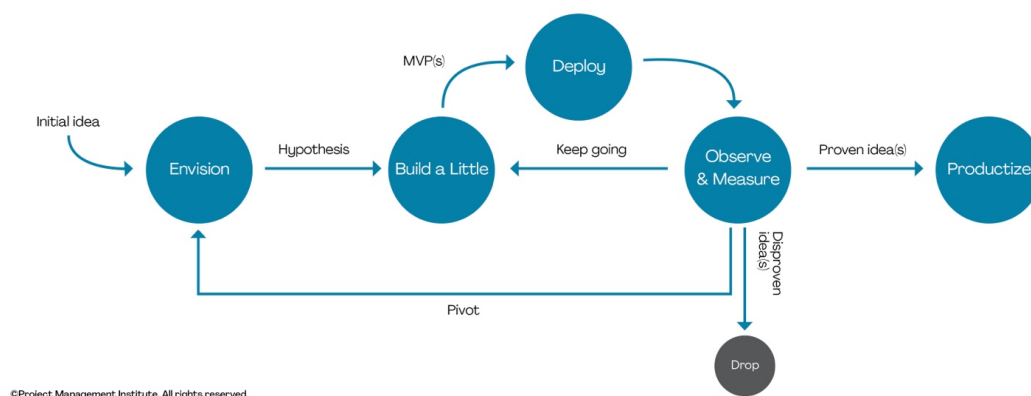 MVP(s)
Deploy
Initial idea
Envision
Hypothesis
Build a Little
Keep going
Observe
& Measure
Proven idea(s)
Productize
Disproven
idea(s)
Pivot
Drop
©Project Management Institute. All rights reserved.